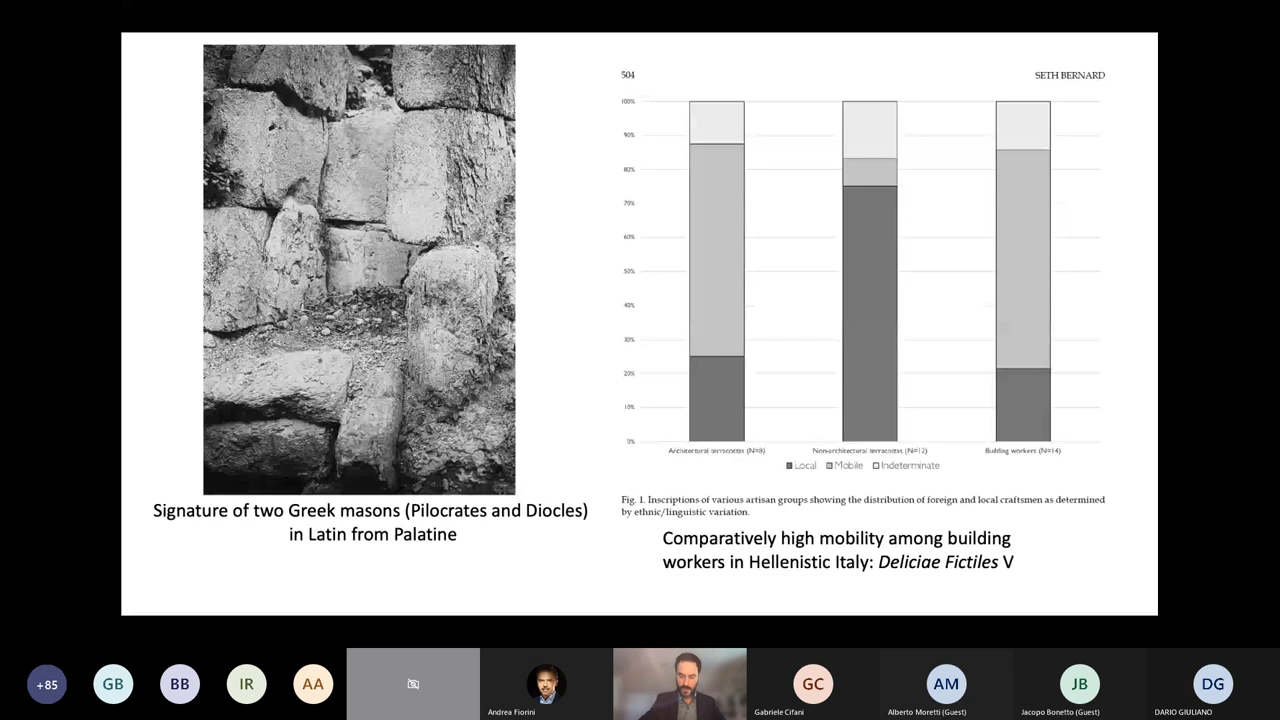 504
SETH BERNARD
100%
90%
80%
70%
60%
50%
40%
30%
20%
10%
0%
Architectural terracottas (N=8)
Non-architectural terracottas (N=12)
Building workers (N=14)
Local Mobile Indeterminate
Fig. 1. Inscriptions of various artisan groups showing the distribution of foreign and local craftsmen as determined
by ethnic/linguistic variation.
Signature of two Greek masons (Pilocrates and Diocles)
in Latin from Palatine
Comparatively high mobility among building
workers in Hellenistic Italy: Deliciae Fictiles V
+85
GB
BB
IR
AA
Andrea Fiorini
GC
Gabriele Cifani
AM
Alberto Moretti (Guest)
JB
Jacopo Bonetto (Guest)
DG
DARIO GIULIANO